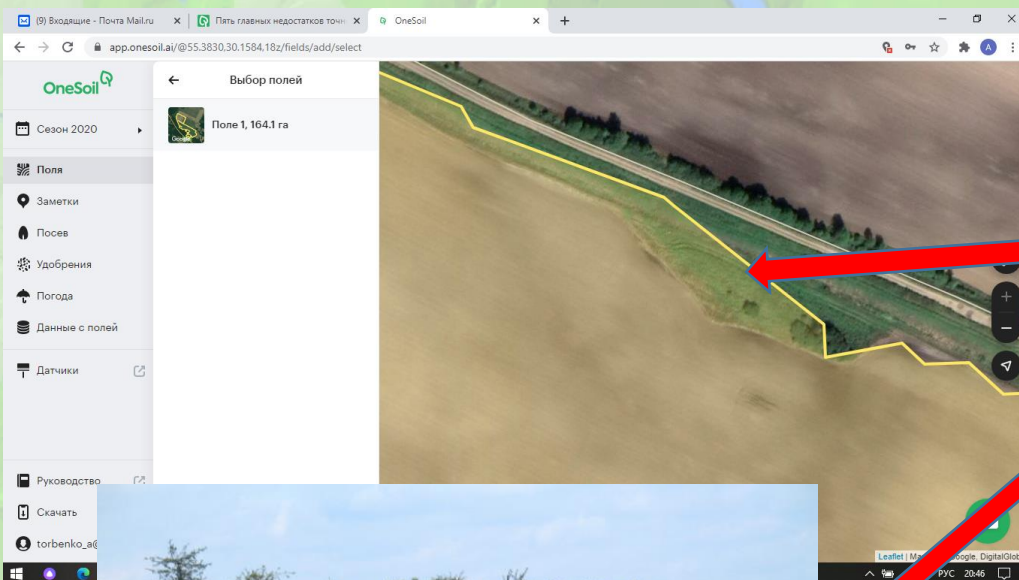 (9) Входящие - Почта Mail.ru
Пять главных недостатков точн
OneSoil
app.onesoil.ai/@55.3830,30.1584,18z/fields/add/select
A
OneSoil
Сезон 2020
Поля
Заметки
Посев
Удобрения
Погода
Данные с полей
Датчики
Руководство
Скачать
Выбор полей
Google
Поле 1, 164.1 га
Leaflet
DigitalGlob
РУС 20:46